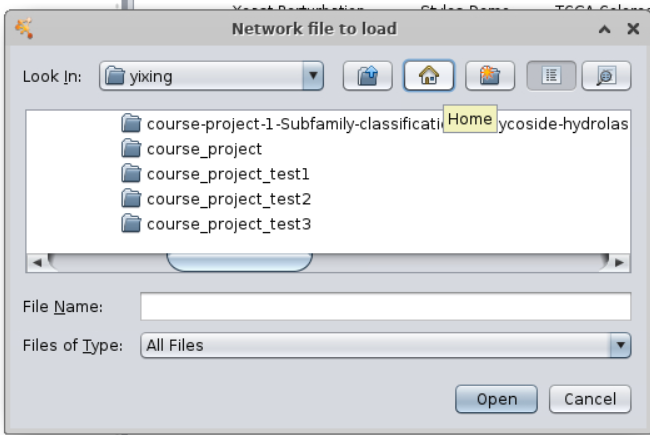 Network file to load
Look In: yixing
Home
course-project-1-Subfamily-classificati ycoside-hydrolas
course_project
course_project_test1
course_project_test2
course_project_test3
File Name:
Files of Type: All Files
Open Cancel